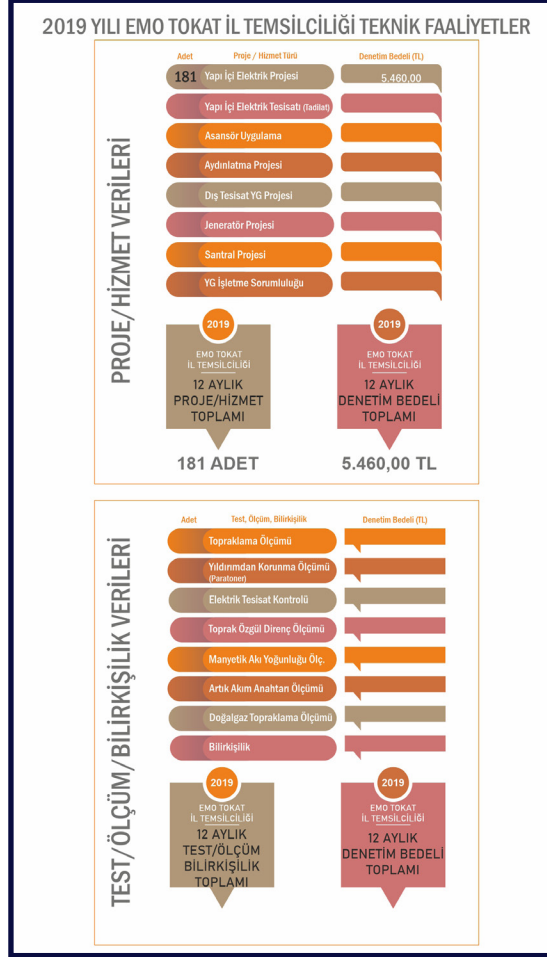 2019 YILI EMO TOKAT İL TEMSİLCİLİĞİ TEKNİK FAALİYETLER
PROJE/HİZMET VERİLERİ
Adet Proje / Hizmet Türü Denetim Bedeli (TL)
181 Yapı İçi Elektrik Projesi 5.460,00
Yapı İçi Elektrik Tesisatı (Tadilat)
Asansör Uygulama
Aydınlatma Projesi
Dış Tesisat YG Projesi
Jeneratör Projesi
Santral Projesi
YG İşletme Sorumluluğu
2019
EMO TOKAT
İL TEMSİLCİLİĞİ
12 AYLIK
PROJE/HİZMET
TOPLAMI
181 ADET
2019
EMO TOKAT
İL TEMSİLCİLİĞİ
12 AYLIK
DENETİM BEDELİ
TOPLAMI
5.460,00 TL
TEST/ÖLÇÜM/BİLİRKİŞİLİK VERİLERİ
Adet Test, Ölçüm, Bilirkişilik Denetim Bedeli (TL)
Topraklama Ölçümü
Yıldırımdan Korunma Ölçümü
(Paratoner)
Elektrik Tesisat Kontrolü
Toprak Özgül Direnç Ölçümü
Manyetik Akı Yoğunluğu Ölç.
Artık Akım Anahtarı Ölçümü
Doğalgaz Topraklama Ölçümü
Bilirkişilik
2019
EMO TOKAT
İL TEMSİLCİLİĞİ
12 AYLIK
TEST/ÖLÇÜM
BİLİRKİŞİLİK
TOPLAMI
2019
EMO TOKAT
İL TEMSİLCİLİĞİ
12 AYLIK
DENETİM BEDELİ
TOPLAMI